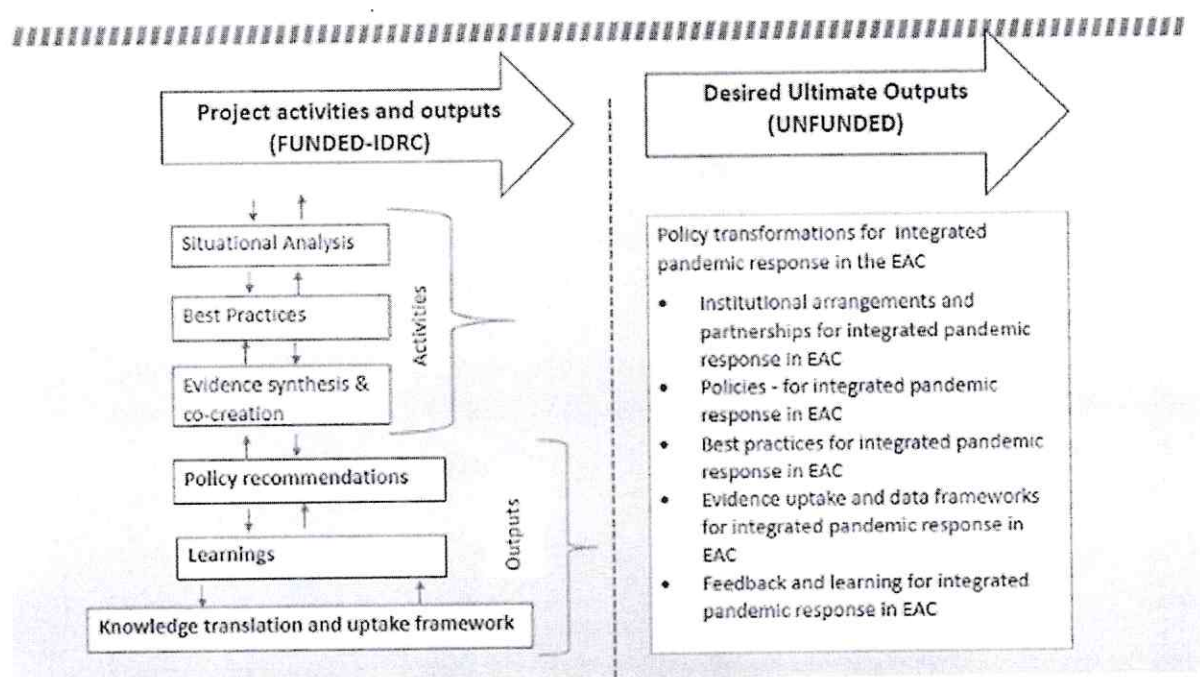 Project activities and outputs
(FUNDED-IDRC)
Situational Analysis
Best Practices
Evidence synthesis &
co-creation
Activities
Policy recommendations
Learnings
Knowledge translation and uptake framework
Outputs
Desired Ultimate Outputs
(UNFUNDED)
Policy transformations for integrated
pandemic response in the EAC
• Institutional arrangements and
partnerships for integrated pandemic
response in EAC
• Policies - for integrated pandemic
response in EAC
• Best practices for integrated pandemic
response in EAC
• Evidence uptake and data frameworks
for integrated pandemic response in
EAC
• Feedback and learning for integrated
pandemic response in EAC